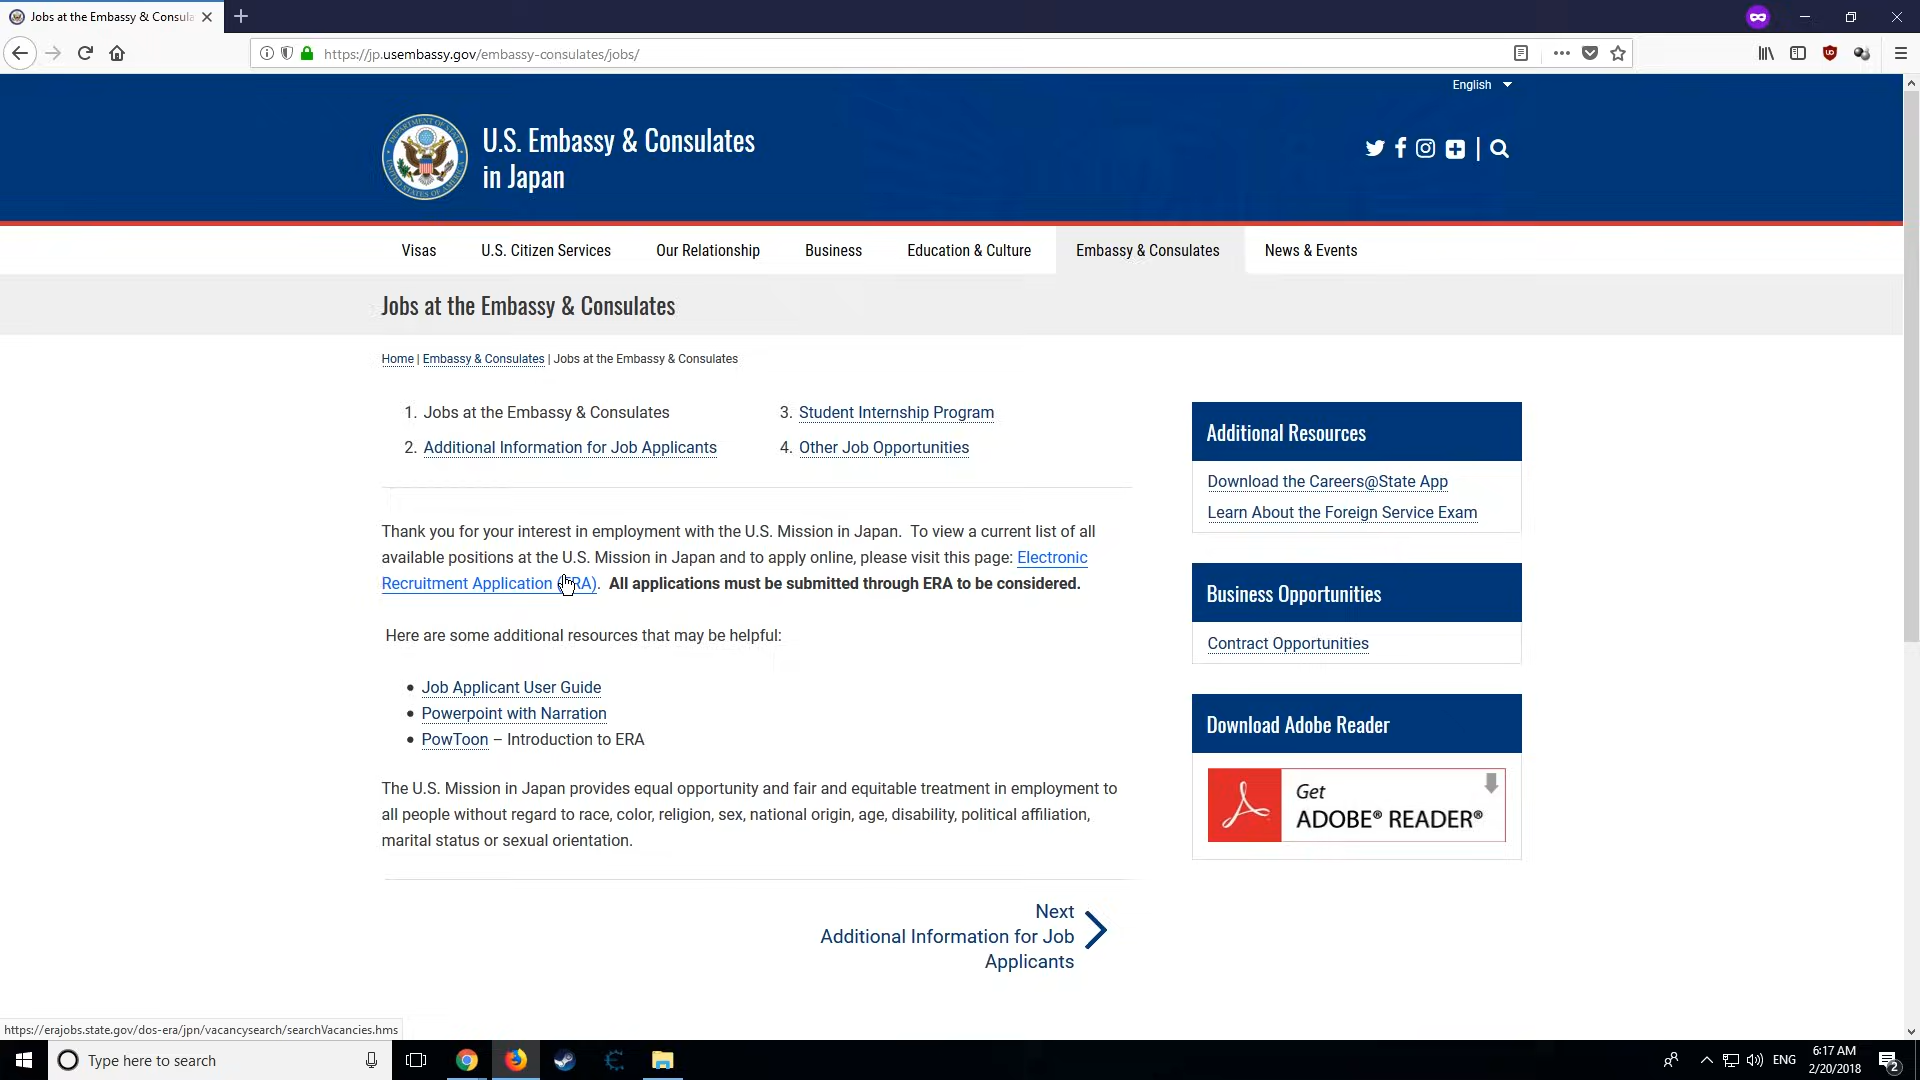 Jobs at the Embassy & Consula
https://jp.usembassy.gov/embassy-consulates/jobs/
English
U.S. Embassy & Consulates
in Japan
Visas U.S. Citizen Services Our Relationship Business Education & Culture Embassy & Consulates News & Events
Jobs at the Embassy & Consulates
Home | Embassy & Consulates | Jobs at the Embassy & Consulates
1. Jobs at the Embassy & Consulates
2. Additional Information for Job Applicants
3. Student Internship Program
4. Other Job Opportunities
Thank you for your interest in employment with the U.S. Mission in Japan. To view a current list of all
available positions at the U.S. Mission in Japan and to apply online, please visit this page: Electronic
Recruitment Application (ERA). All applications must be submitted through ERA to be considered.
Here are some additional resources that may be helpful:
• Job Applicant User Guide
• Powerpoint with Narration
• PowToon – Introduction to ERA
The U.S. Mission in Japan provides equal opportunity and fair and equitable treatment in employment to
all people without regard to race, color, religion, sex, national origin, age, disability, political affiliation,
marital status or sexual orientation.
Next
Additional Information for Job
Applicants
Additional Resources
Download the Careers@State App
Learn About the Foreign Service Exam
Business Opportunities
Contract Opportunities
Download Adobe Reader
Get
ADOBE® READER®
https://erajobs.state.gov/dos-era/jpn/vacancysearch/searchVacancies.hms
Type here to search
ENG
6:17 AM
2/20/2018
2